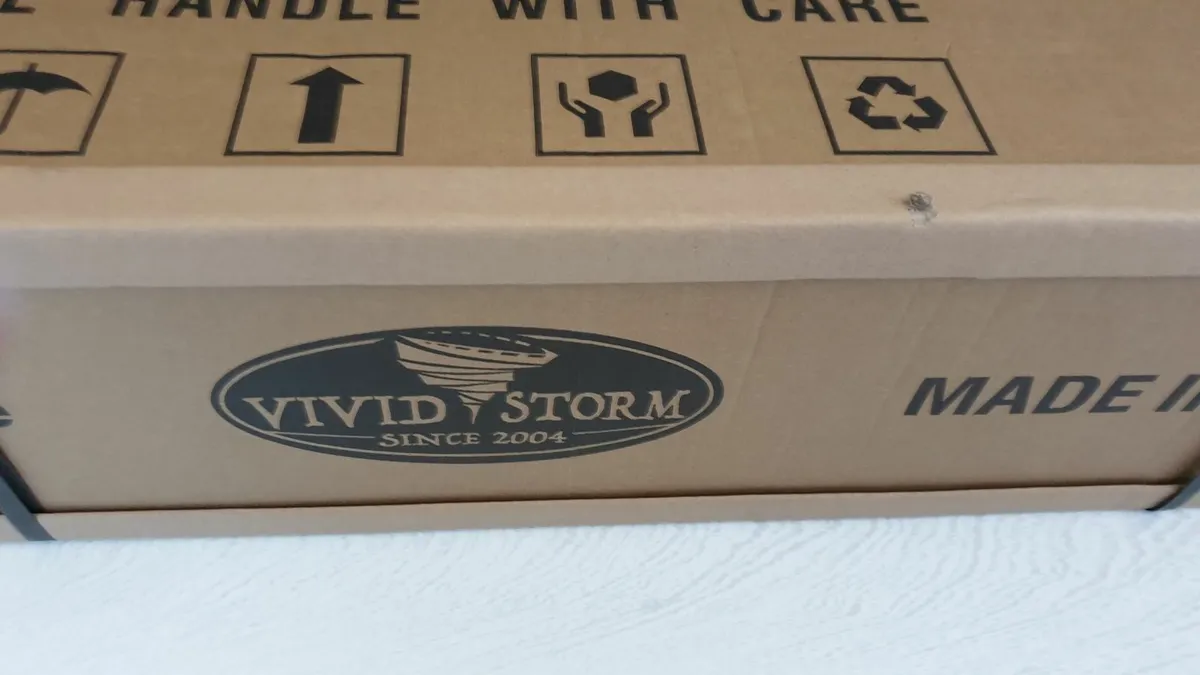 HANDLE WITH CARE
VIVID STORM
SINCE 2004
MADE